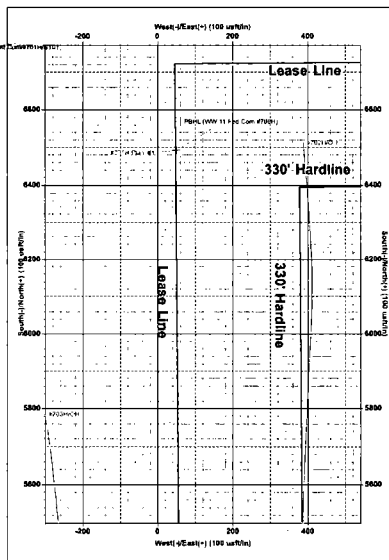 West(-)/East(+) (100 usft/in)
-200 0 200 400
Lease Line
6600 6600
330' Hardline
6400 6400
6200 6200
South(-)/North(+) (100 usft/in)
Lease Line
330' Hardline
South(-)/North(+) (100 usft/in)
6000 6000
5800 5800
5600 5600
-200 0 200 400
West(-)/East(+) (100 usft/in)